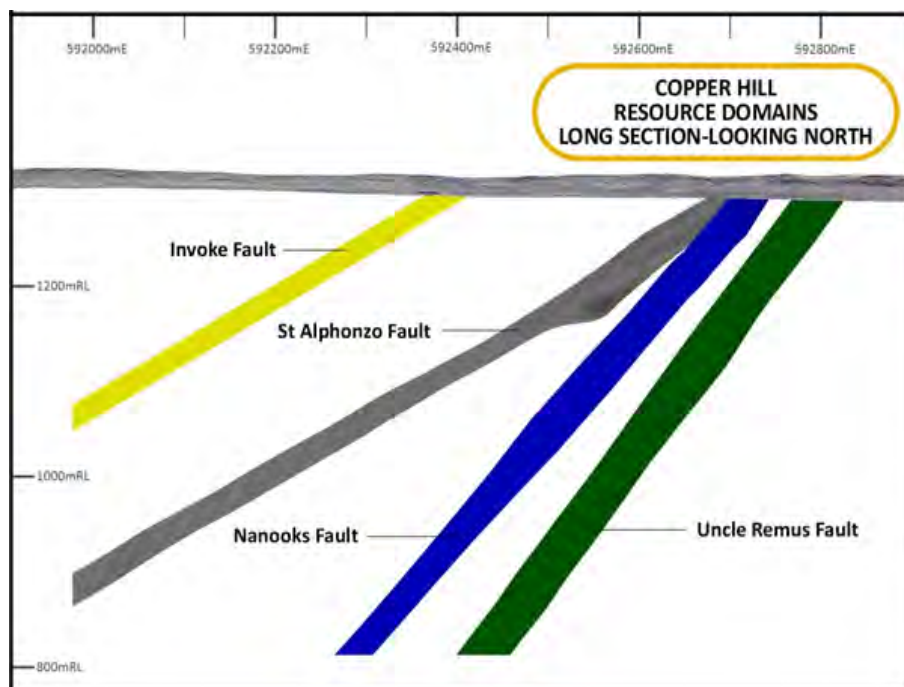 592000mE
592200mE
592400mE
592600mE
592800mE
COPPER HILL
RESOURCE DOMAINS
LONG SECTION-LOOKING NORTH
Invoke Fault
1200mRL
St Alphonzo Fault
1000mRL
Nanooks Fault
Uncle Remus Fault
800mRL